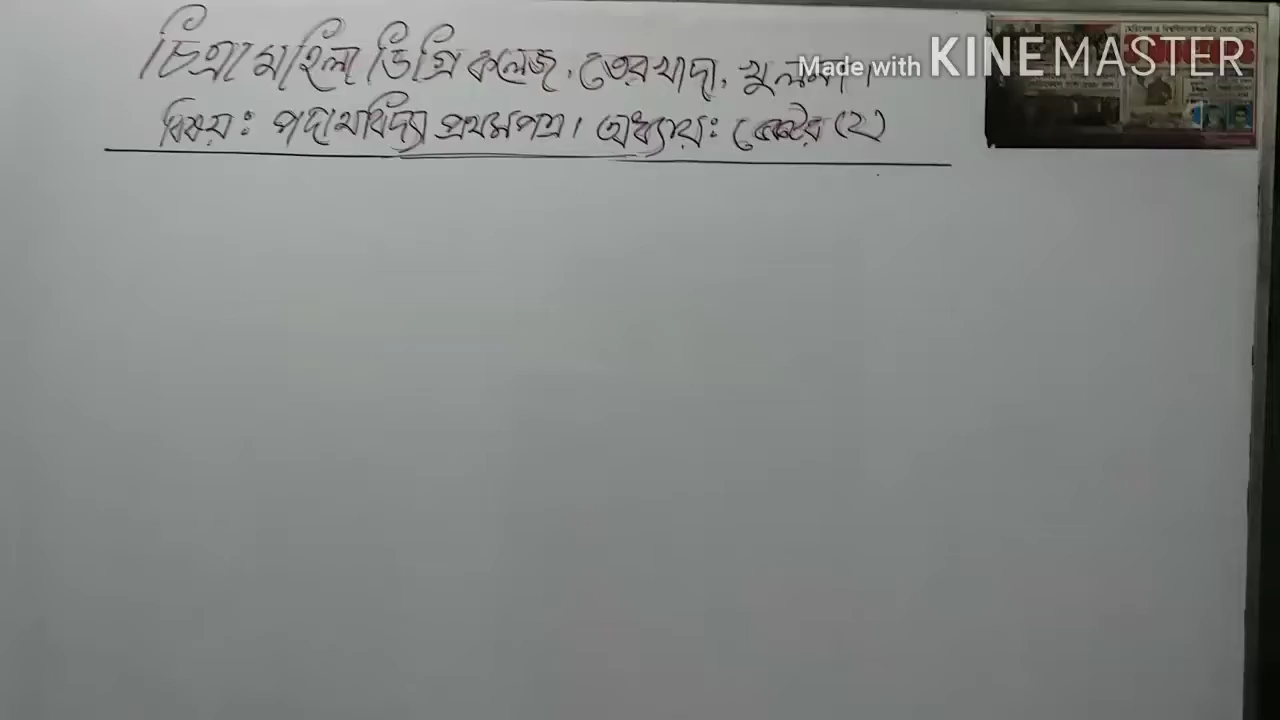 চিত্রা মহিলা ডিগ্রি কলেজ, তেরখাদা, খুলনা।
Made with KINEMASTER
বিষয়: পদার্থবিদ্যা প্রথমপত্র। অধ্যায়: ভেক্টর (২)